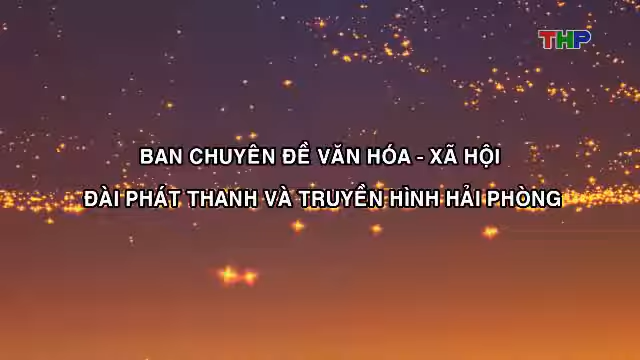 THP
BAN CHUYÊN ĐỀ VĂN HÓA - XÃ HỘI
ĐÀI PHÁT THANH VÀ TRUYỀN HÌNH HẢI PHÒNG